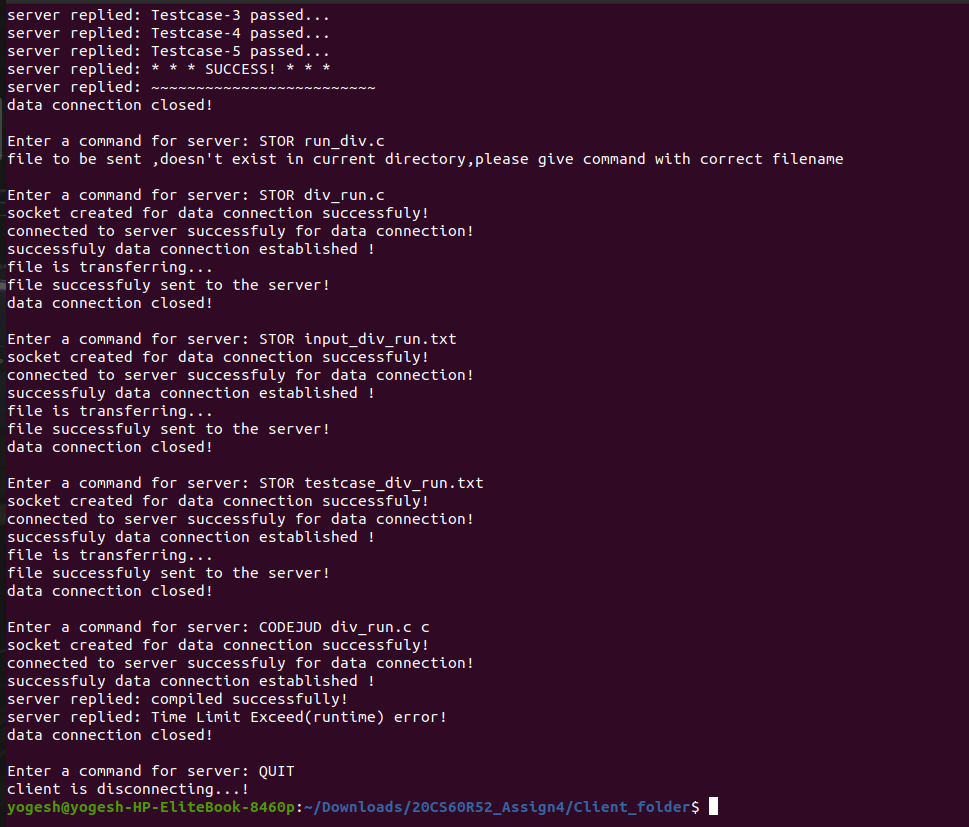 server replied: Testcase-3 passed...
server replied: Testcase-4 passed...
server replied: Testcase-5 passed...
server replied: * * * SUCCESS! * * *
server replied: ~~~~~~~~~~~~~~~~~~~~~~~~~
data connection closed!
Enter a command for server: STOR run_div.c
file to be sent ,doesn't exist in current directory,please give command with correct filename
Enter a command for server: STOR div_run.c
socket created for data connection successfuly!
connected to server successfuly for data connection!
successfuly data connection established !
file is transferring...
file successfuly sent to the server!
data connection closed!
Enter a command for server: STOR input_div_run.txt
socket created for data connection successfuly!
connected to server successfuly for data connection!
successfuly data connection established !
file is transferring...
file successfuly sent to the server!
data connection closed!
Enter a command for server: STOR testcase_div_run.txt
socket created for data connection successfuly!
connected to server successfuly for data connection!
successfuly data connection established !
file is transferring...
file successfuly sent to the server!
data connection closed!
Enter a command for server: CODEJUD div_run.c c
socket created for data connection successfuly!
connected to server successfuly for data connection!
successfuly data connection established !
server replied: compiled successfully!
server replied: Time Limit Exceed(runtime) error!
data connection closed!
Enter a command for server: QUIT
client is disconnecting...!
yogesh@yogesh-HP-EliteBook-8460p:~/Downloads/20CS60R52_Assign4/Client_folder$